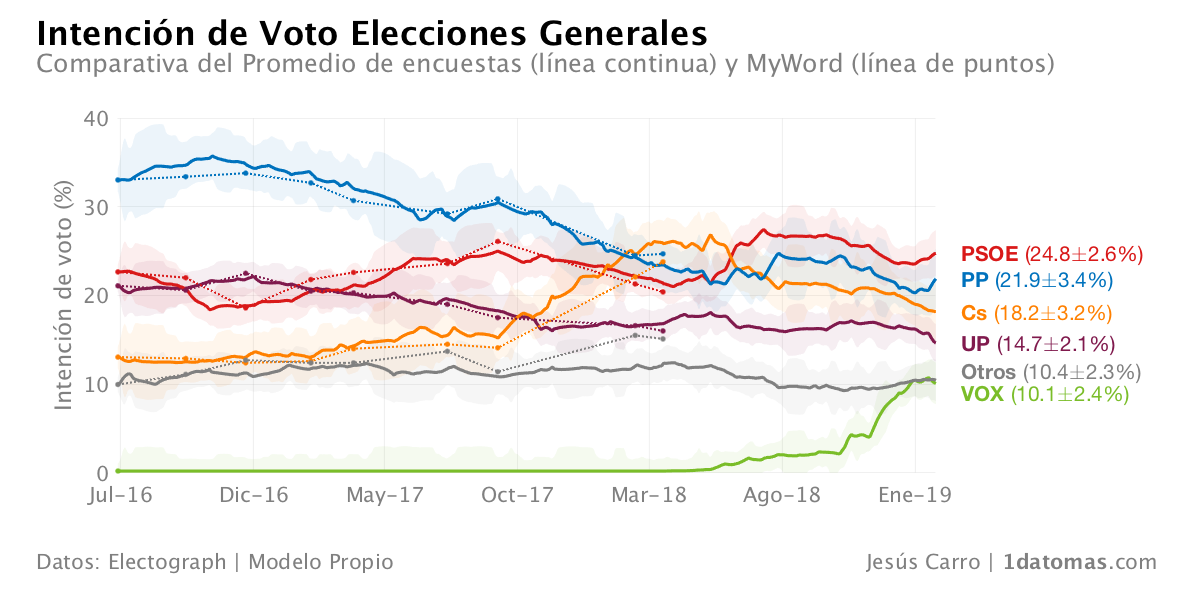 Intención de Voto Elecciones Generales
Comparativa del Promedio de encuestas (línea continua) y MyWord (línea de puntos)
Intención de voto (%)
40
30
20
10
0
Jul-16 Dic-16 May-17 Oct-17 Mar-18 Ago-18 Ene-19
PSOE (24.8±2.6%)
PP (21.9±3.4%)
Cs (18.2±3.2%)
UP (14.7±2.1%)
Otros (10.4±2.3%)
VOX (10.1±2.4%)
Datos: Electograph | Modelo Propio
Jesús Carro | 1datomas.com